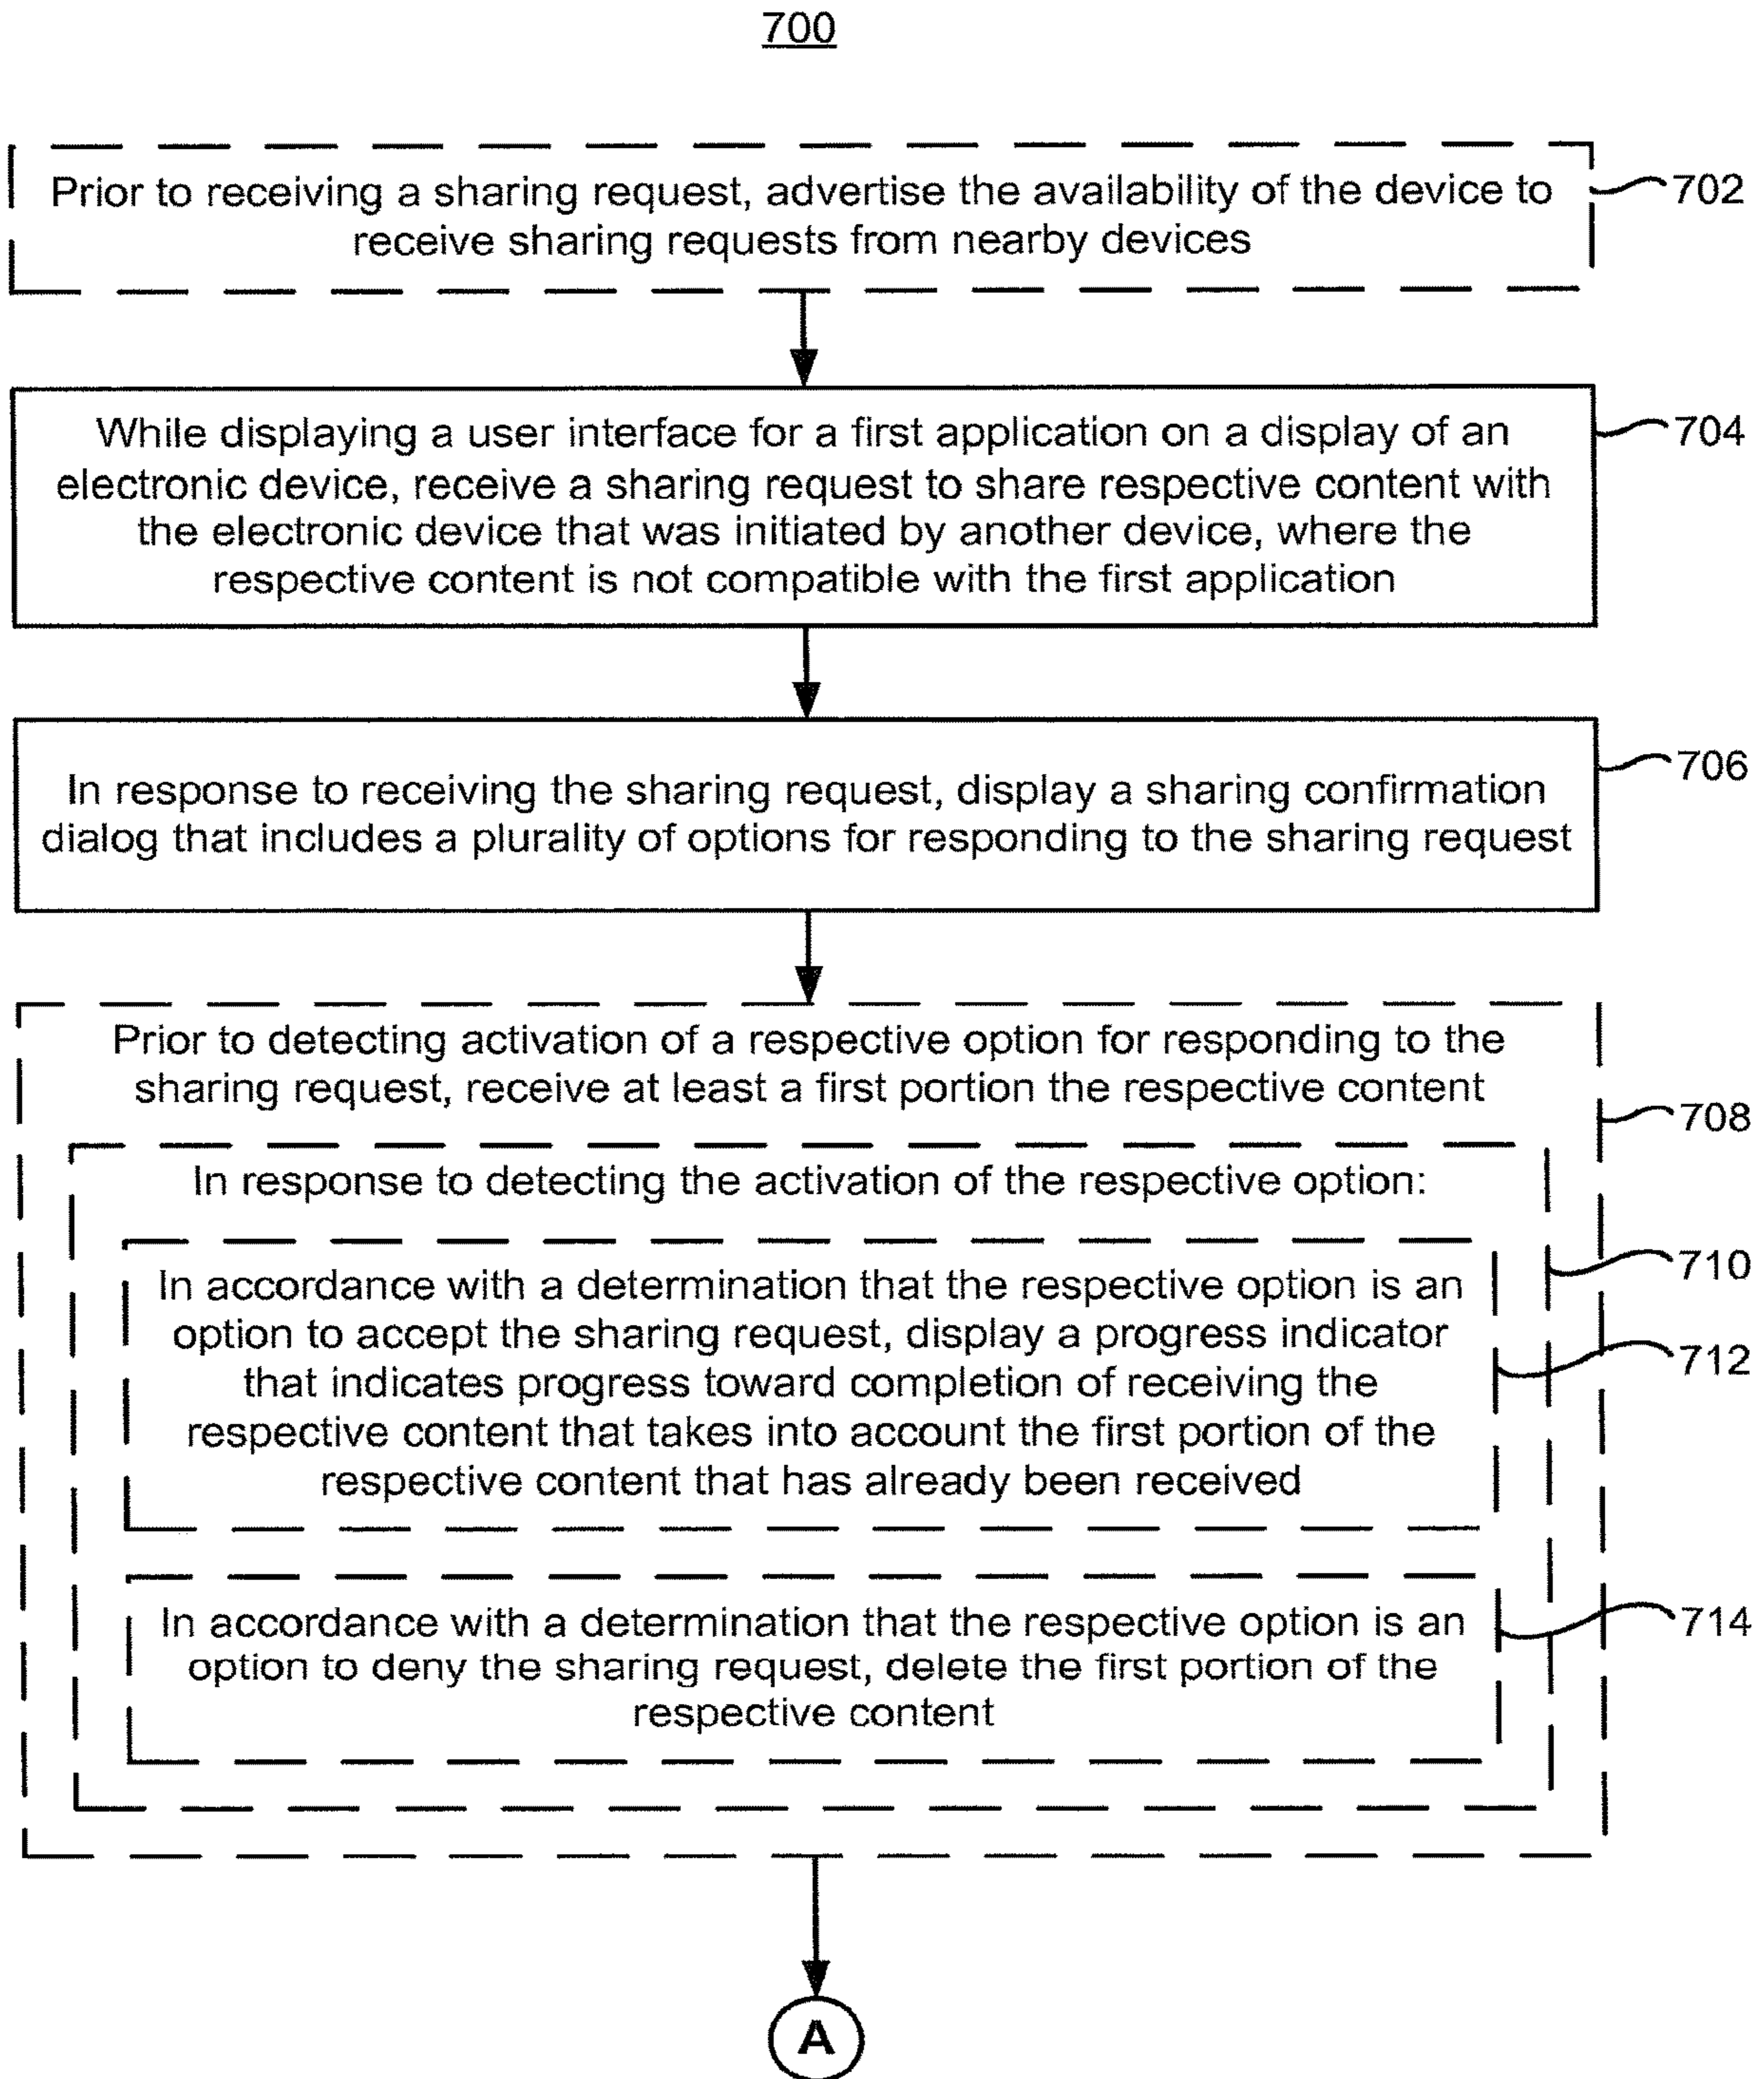 700
Prior to receiving a sharing request, advertise the availability of the device to
receive sharing requests from nearby devices
702
While displaying a user interface for a first application on a display of an
electronic device, receive a sharing request to share respective content with
the electronic device that was initiated by another device, where the
respective content is not compatible with the first application
704
In response to receiving the sharing request, display a sharing confirmation
dialog that includes a plurality of options for responding to the sharing request
706
Prior to detecting activation of a respective option for responding to the
sharing request, receive at least a first portion the respective content
708
In response to detecting the activation of the respective option:
710
In accordance with a determination that the respective option is an
option to accept the sharing request, display a progress indicator
that indicates progress toward completion of receiving the
respective content that takes into account the first portion of the
respective content that has already been received
712
In accordance with a determination that the respective option is an
option to deny the sharing request, delete the first portion of the
respective content
714
A